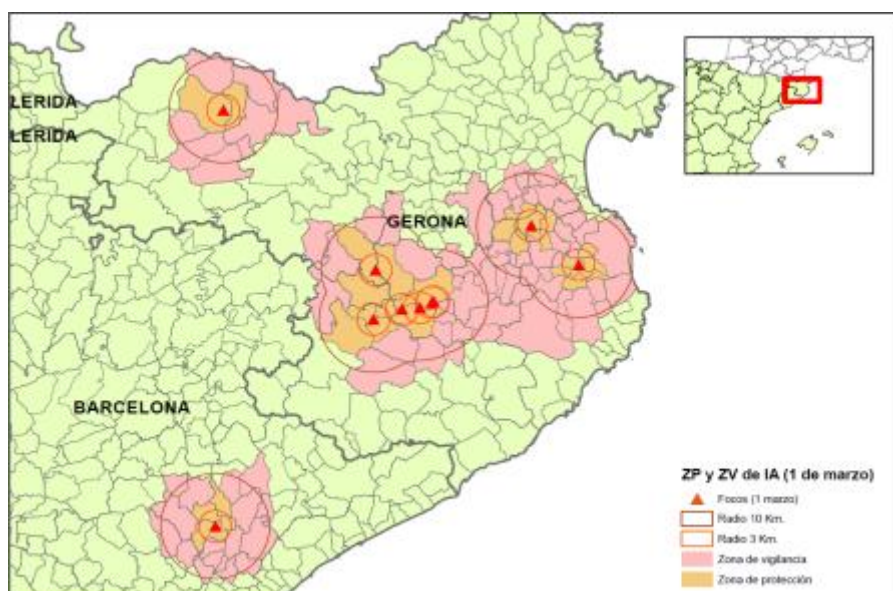 LERIDA
LERIDA
GERONA
BARCELONA
ZP y ZV de IA (1 de marzo)
Focos (1 marzo)
Radio 10 Km.
Radio 3 Km.
Zona de vigilancia
Zona de protección